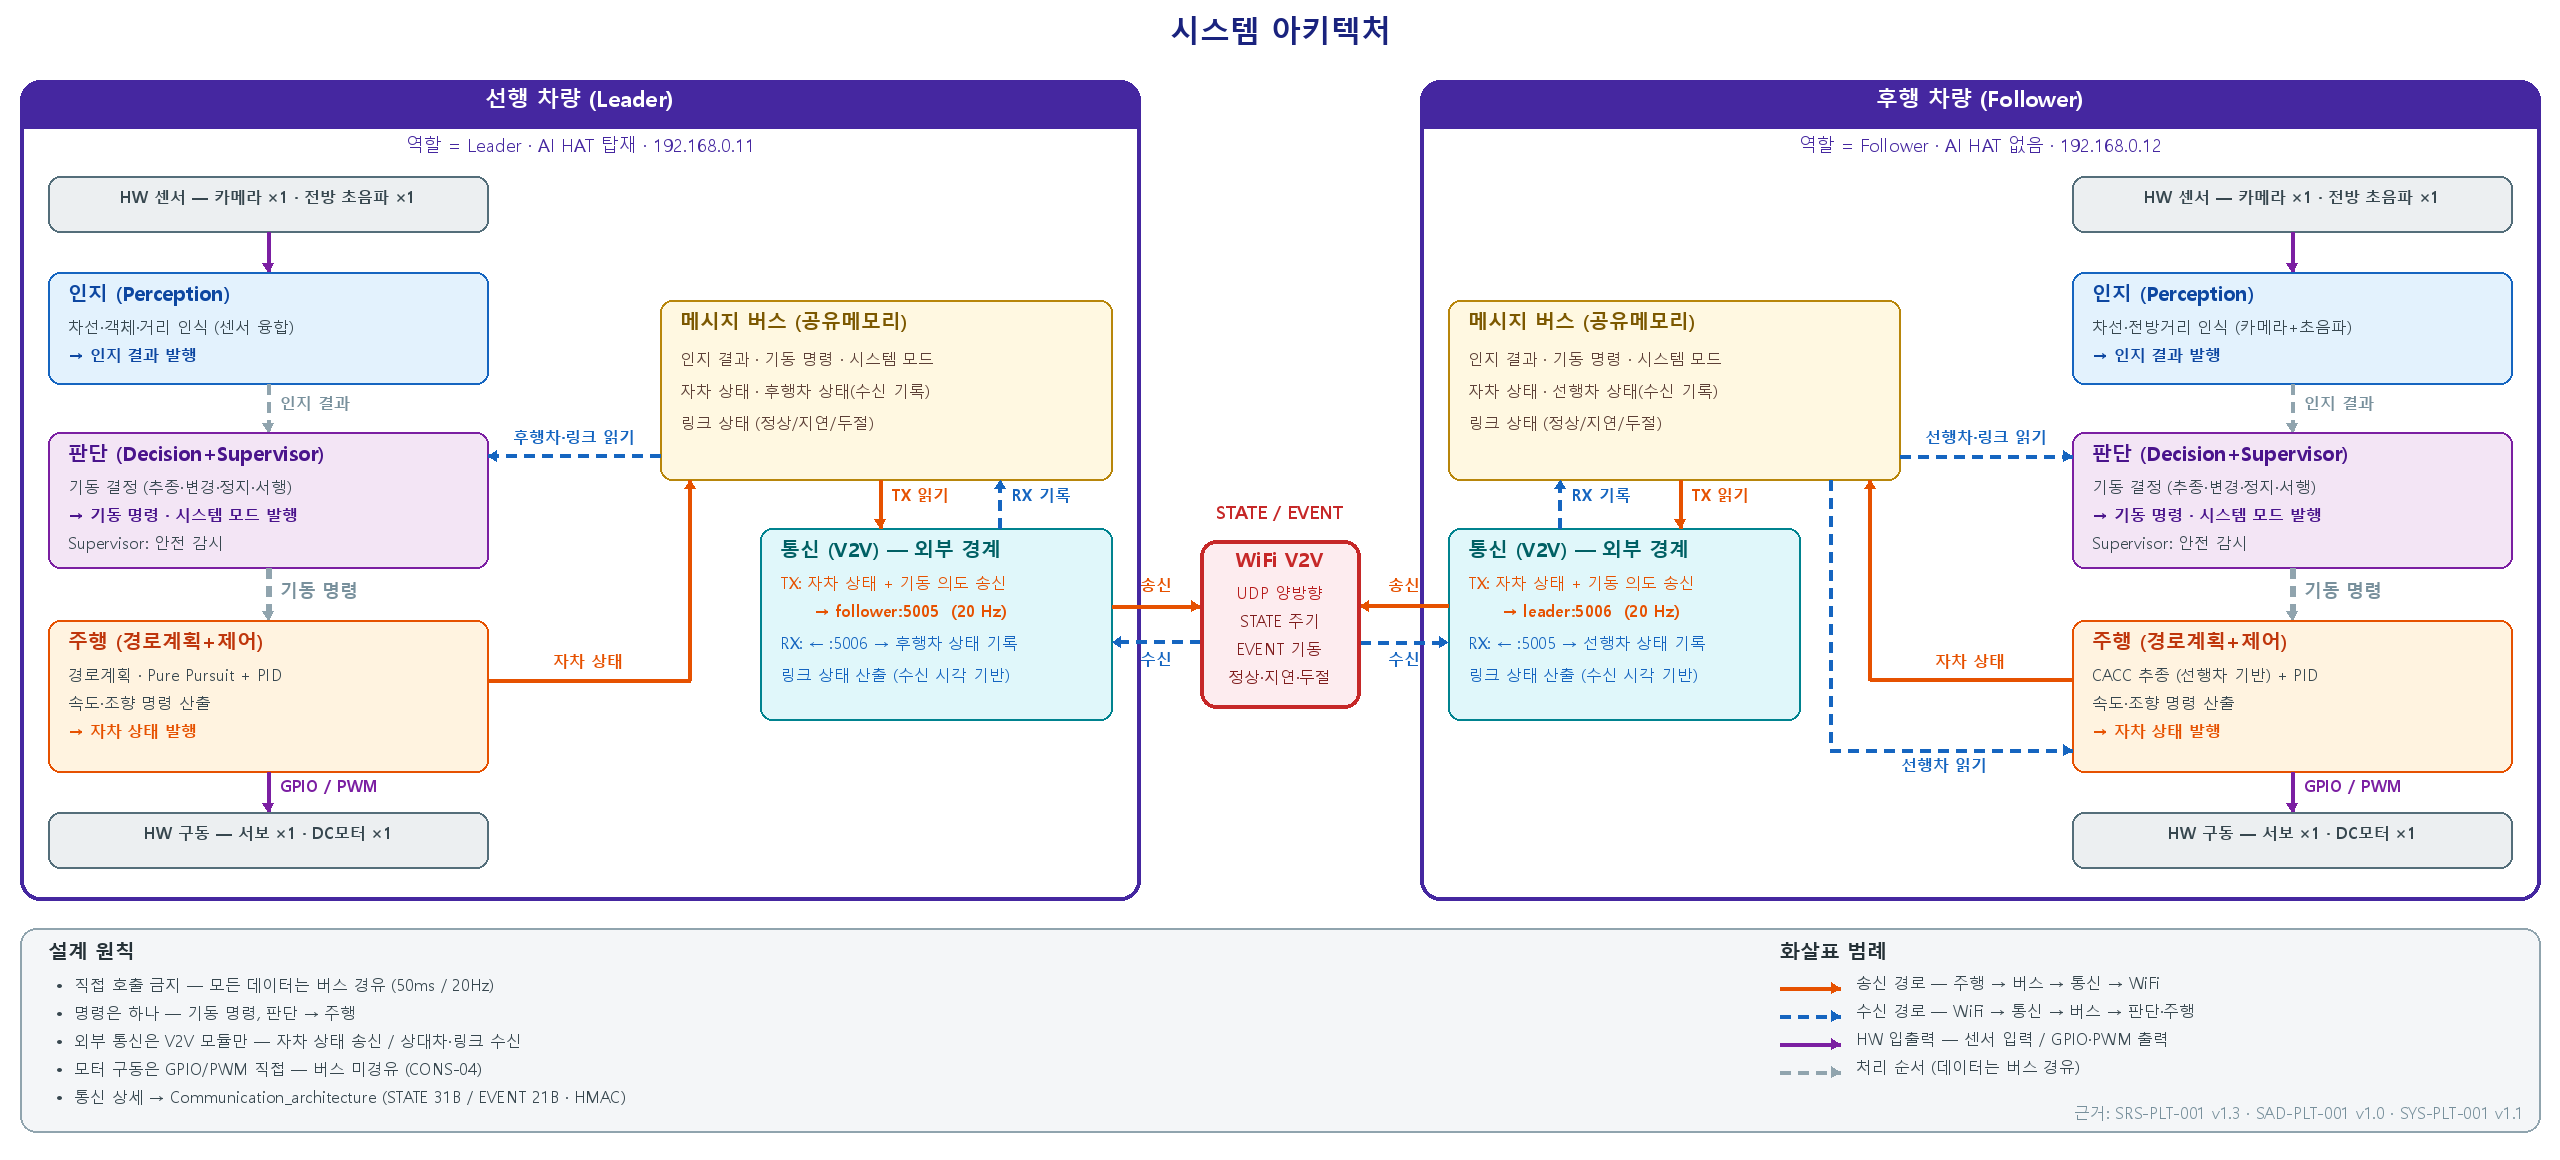 시스템 아키텍처
선행 차량 (Leader)
역할 = Leader · AI HAT 탑재 · 192.168.0.11
HW 센서 — 카메라 ×1 · 전방 초음파 ×1
인지 (Perception)
차선·객체·거리 인식 (센서 융합)
→ 인지 결과 발행
인지 결과
판단 (Decision+Supervisor)
기동 결정 (추종·변경·정지·서행)
→ 기동 명령 · 시스템 모드 발행
Supervisor: 안전 감시
기동 명령
주행 (경로계획+제어)
경로계획 · Pure Pursuit + PID
속도·조향 명령 산출
→ 자차 상태 발행
GPIO / PWM
HW 구동 — 서보 ×1 · DC모터 ×1
후행차·링크 읽기
자차 상태
메시지 버스 (공유메모리)
인지 결과 · 기동 명령 · 시스템 모드
자차 상태 · 후행차 상태(수신 기록)
링크 상태 (정상/지연/두절)
TX 읽기
RX 기록
통신 (V2V) — 외부 경계
TX: 자차 상태 + 기동 의도 송신
→ follower:5005 (20 Hz)
RX: ← :5006 → 후행차 상태 기록
링크 상태 산출 (수신 시각 기반)
송신
수신
STATE / EVENT
WiFi V2V
UDP 양방향
STATE 주기
EVENT 기동
정상·지연·두절
송신
수신
후행 차량 (Follower)
역할 = Follower · AI HAT 없음 · 192.168.0.12
메시지 버스 (공유메모리)
인지 결과 · 기동 명령 · 시스템 모드
자차 상태 · 선행차 상태(수신 기록)
링크 상태 (정상/지연/두절)
RX 기록
TX 읽기
통신 (V2V) — 외부 경계
TX: 자차 상태 + 기동 의도 송신
→ leader:5006 (20 Hz)
RX: ← :5005 → 선행차 상태 기록
링크 상태 산출 (수신 시각 기반)
선행차·링크 읽기
자차 상태
선행차 읽기
HW 센서 — 카메라 ×1 · 전방 초음파 ×1
인지 (Perception)
차선·전방거리 인식 (카메라+초음파)
→ 인지 결과 발행
인지 결과
판단 (Decision+Supervisor)
기동 결정 (추종·변경·정지·서행)
→ 기동 명령 · 시스템 모드 발행
Supervisor: 안전 감시
기동 명령
주행 (경로계획+제어)
CACC 추종 (선행차 기반) + PID
속도·조향 명령 산출
→ 자차 상태 발행
GPIO / PWM
HW 구동 — 서보 ×1 · DC모터 ×1
설계 원칙
• 직접 호출 금지 — 모든 데이터는 버스 경유 (50ms / 20Hz)
• 명령은 하나 — 기동 명령, 판단 → 주행
• 외부 통신은 V2V 모듈만 — 자차 상태 송신 / 상대차·링크 수신
• 모터 구동은 GPIO/PWM 직접 — 버스 미경유 (CONS-04)
• 통신 상세 → Communication_architecture (STATE 31B / EVENT 21B · HMAC)
화살표 범례
송신 경로 — 주행 → 버스 → 통신 → WiFi
수신 경로 — WiFi → 통신 → 버스 → 판단·주행
HW 입출력 — 센서 입력 / GPIO·PWM 출력
처리 순서 (데이터는 버스 경유)
근거: SRS-PLT-001 v1.3 · SAD-PLT-001 v1.0 · SYS-PLT-001 v1.1